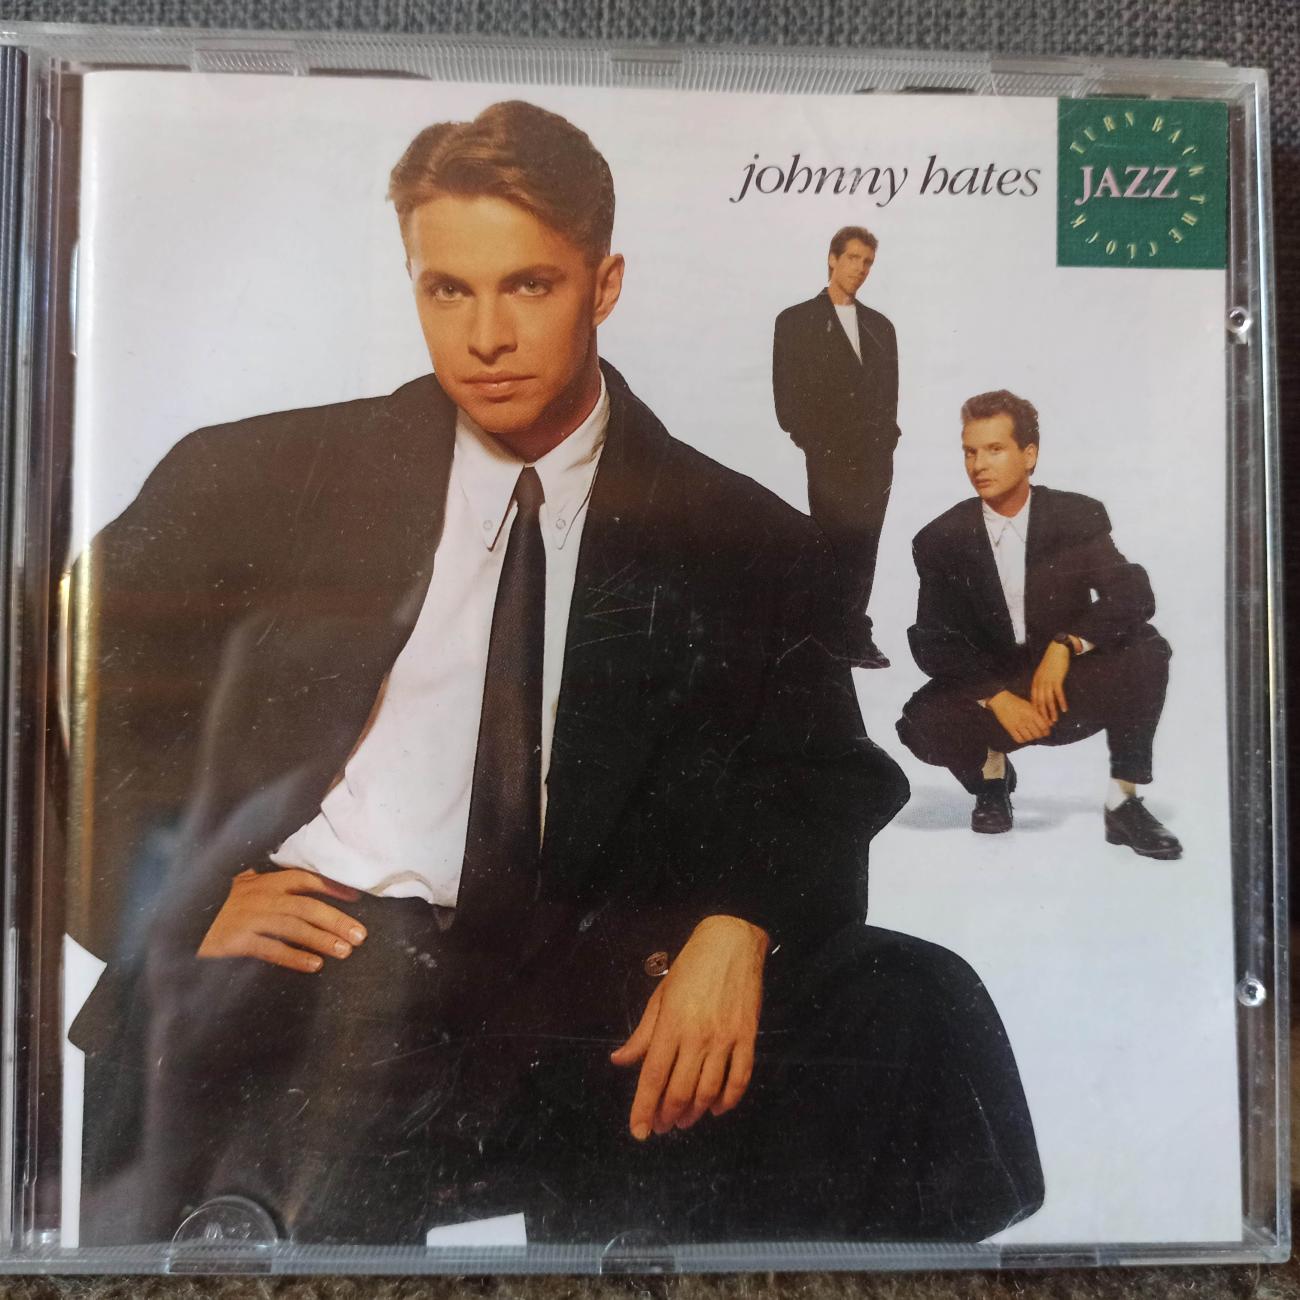 johnny hates
JAZZ
TURN BACK THE CLOCK